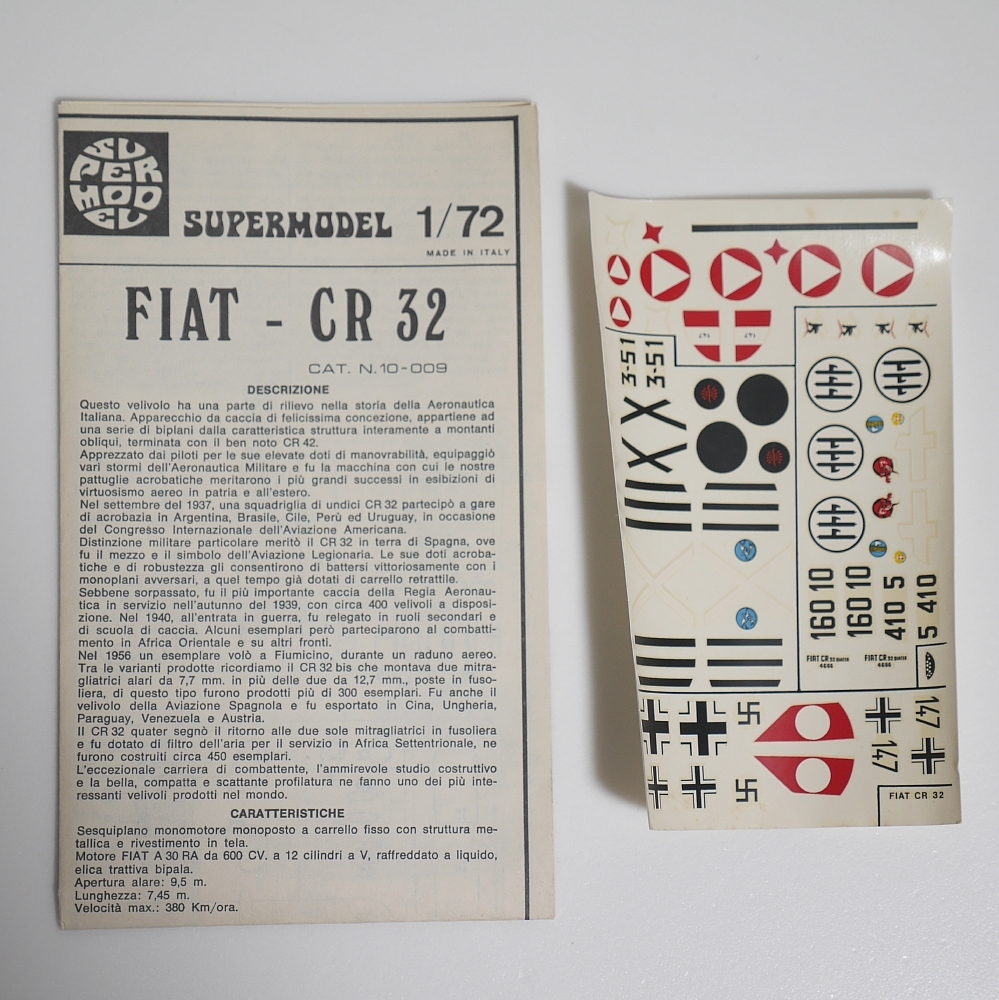 SUPERMODEL
SUPERMODEL 1/72
MADE IN ITALY
FIAT - CR 32
CAT. N.10-009
DESCRIZIONE
Questo velivolo ha una parte di rilievo nella storia della Aeronautica
Italiana. Apparecchio da caccia di felicissima concezione, appartiene ad
una serie di biplani dalla caratteristica struttura interamente a montanti
obliqui, terminata con il ben noto CR 42.
Apprezzato dai piloti per le sue elevate doti di manovrabilità, equipaggiò
vari stormi dell'Aeronautica Militare e fu la macchina con cui le nostre
pattuglie acrobatiche meritarono i più grandi successi in esibizioni di
virtuosismo aereo in patria e all'estero.
Nel settembre del 1937, una squadriglia di undici CR 32 partecipò a gare
di acrobazia in Argentina, Brasile, Cile, Perù ed Uruguay, in occasione
del Congresso Internazionale dell'Aviazione Americana.
Distinzione militare particolare meritò il CR 32 in terra di Spagna, ove
fu il mezzo e il simbolo dell'Aviazione Legionaria. Le sue doti acroba-
tiche e di robustezza gli consentirono di battersi vittoriosamente con i
monoplani avversari, a quel tempo già dotati di carrello retrattile.
Sebbene sorpassato, fu il più importante caccia della Regia Aeronau-
tica in servizio nell'autunno del 1939, con circa 400 velivoli a disposi-
zione. Nel 1940, all'entrata in guerra, fu relegato in ruoli secondari e
di scuola di caccia. Alcuni esemplari però parteciparono al combatti-
mento in Africa Orientale e su altri fronti.
Nel 1956 un esemplare volò a Fiumicino, durante un raduno aereo.
Tra le varianti prodotte ricordiamo il CR 32 bis che montava due mitra-
gliatrici alari da 7,7 mm. in più delle due da 12,7 mm., poste in fuso-
liera, di questo tipo furono prodotti più di 300 esemplari. Fu anche il
velivolo della Aviazione Spagnola e fu esportato in Cina, Ungheria,
Paraguay, Venezuela e Austria.
Il CR 32 quater segnò il ritorno alle due sole mitragliatrici in fusoliera
e fu dotato di filtro dell'aria per il servizio in Africa Settentrionale, ne
furono costruiti circa 450 esemplari.
L'eccezionale carriera di combattente, l'ammirevole studio costruttivo
e la bella, compatta e scattante profilatura ne fanno uno dei più inte-
ressanti velivoli prodotti nel mondo.
CARATTERISTICHE
Sesquiplano monomotore monoposto a carrello fisso con struttura me-
tallica e rivestimento in tela.
Motore FIAT A 30 RA da 600 CV. a 12 cilindri a V, raffreddato a liquido,
elica trattiva bipala.
Apertura alare: 9,5 m.
Lunghezza: 7,45 m.
Velocità max.: 380 Km/ora.
147 147
3-51
3-51
160 10
160 10
410 5
5 410
FIAT CR 32 QUATER
4666
FIAT CR 32 QUATER
4666
147
147
FIAT CR 32